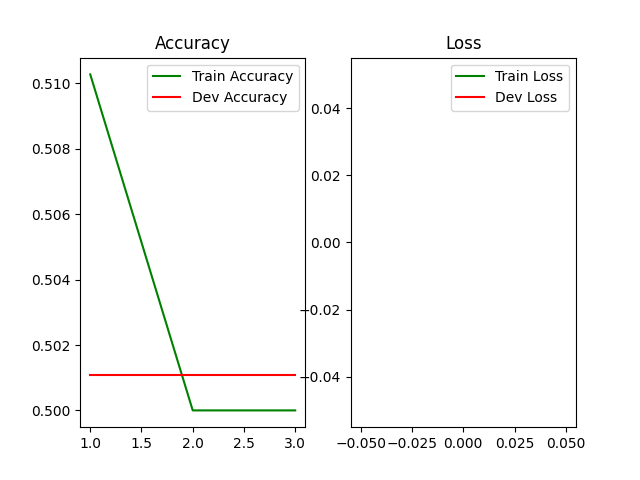 Accuracy
Train Accuracy
Dev Accuracy
0.510
0.508
0.506
0.504
0.502
0.500
1.0 1.5 2.0 2.5 3.0
Loss
Train Loss
Dev Loss
0.04
0.02
0.00
−0.02
−0.04
−0.050 −0.025 0.000 0.025 0.050